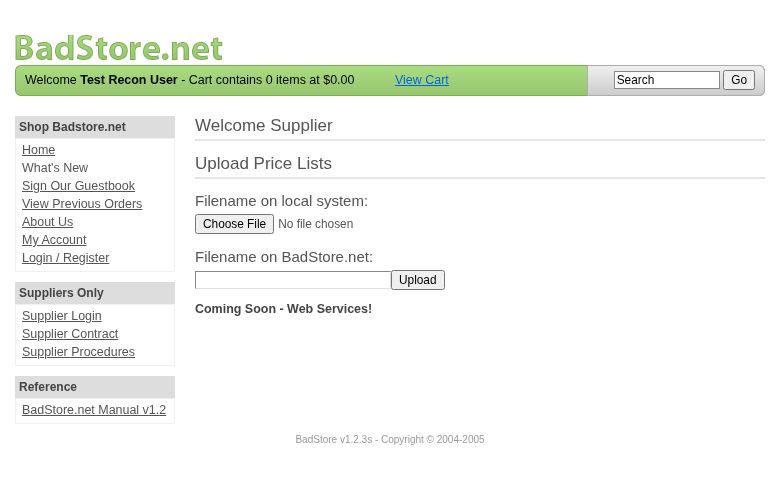 BadStore.net
Welcome Test Recon User - Cart contains 0 items at $0.00 View Cart Search Go
Shop Badstore.net
Home
What's New
Sign Our Guestbook
View Previous Orders
About Us
My Account
Login / Register
Suppliers Only
Supplier Login
Supplier Contract
Supplier Procedures
Reference
BadStore.net Manual v1.2
Welcome Supplier
Upload Price Lists
Filename on local system:
Choose File No file chosen
Filename on BadStore.net:
Upload
Coming Soon - Web Services!
BadStore v1.2.3s - Copyright © 2004-2005